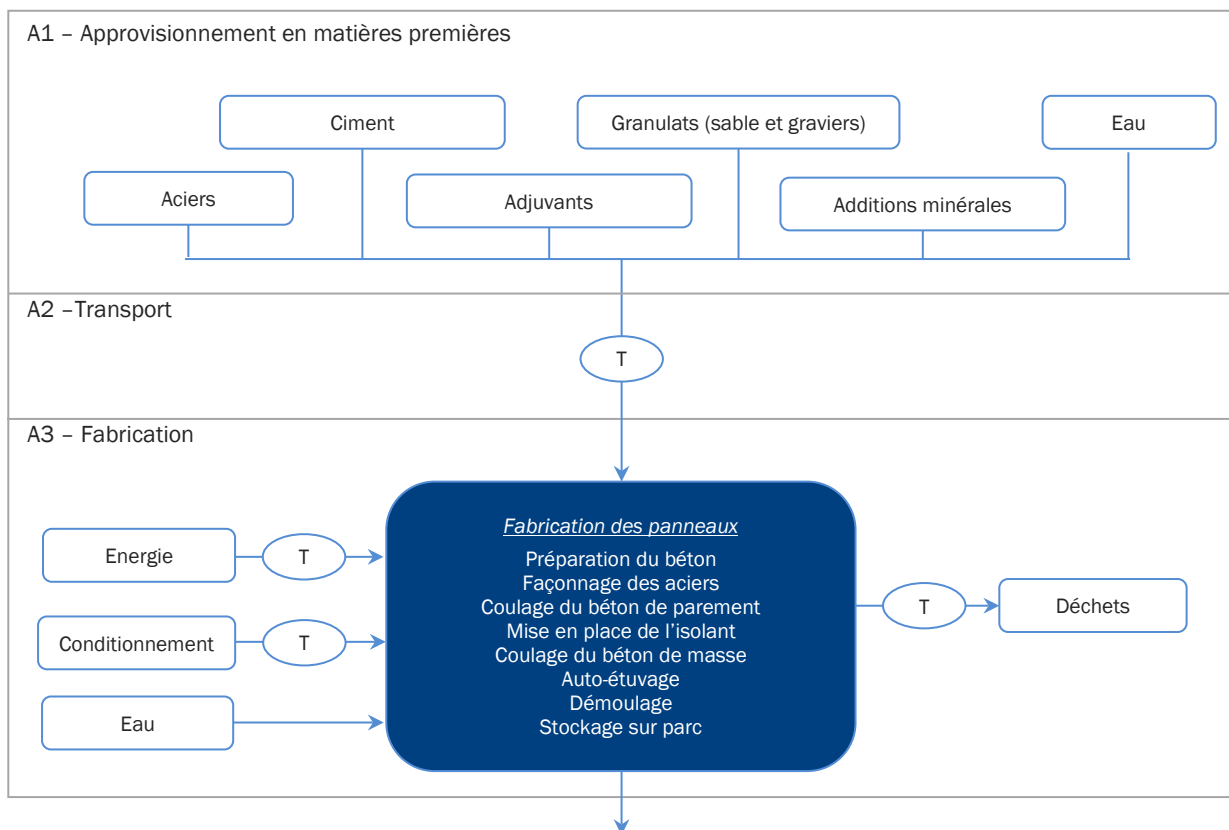 A1 – Approvisionnement en matières premières
Ciment
Granulats (sable et graviers)
Eau
Aciers
Adjuvants
Additions minérales
A2 –Transport
T
A3 – Fabrication
Fabrication des panneaux
Préparation du béton
Façonnage des aciers
Coulage du béton de parement
Mise en place de l’isolant
Coulage du béton de masse
Auto-étuvage
Démoulage
Stockage sur parc
Energie
T
Conditionnement
T
Eau
T
Déchets